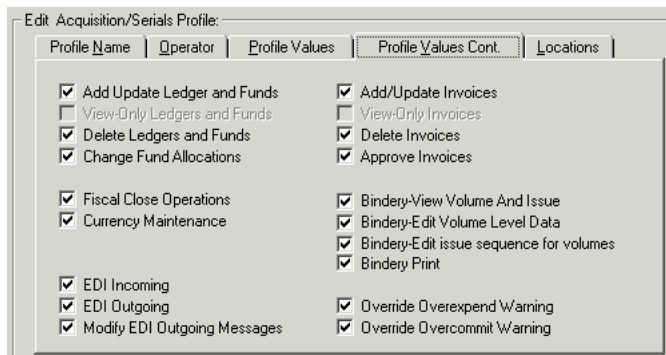 Edit Acquisition/Serials Profile:
Profile Name
Operator
Profile Values
Profile Values Cont.
Locations
Add Update Ledger and Funds
View-Only Ledgers and Funds
Delete Ledgers and Funds
Change Fund Allocations
Fiscal Close Operations
Currency Maintenance
EDI Incoming
EDI Outgoing
Modify EDI Outgoing Messages
Add/Update Invoices
View-Only Invoices
Delete Invoices
Approve Invoices
Bindery-View Volume And Issue
Bindery-Edit Volume Level Data
Bindery-Edit issue sequence for volumes
Bindery Print
Override Overexpend Warning
Override Overcommit Warning